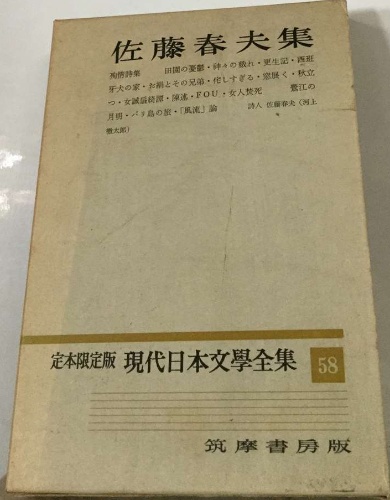 佐藤春夫集
殉情詩集　田園の憂鬱・神々の戯れ・更生記・西班
牙犬の家・お絹とその兄弟・侘しすぎる・窓展く・秋立
つ・女誡扇綺譚・陳述・FOU・女人焚死　鷺江の
月明・バリ島の旅・「風流」論　詩人 佐藤春夫（河上
徹太郎）
定本限定版 現代日本文學全集 58
筑摩書房版